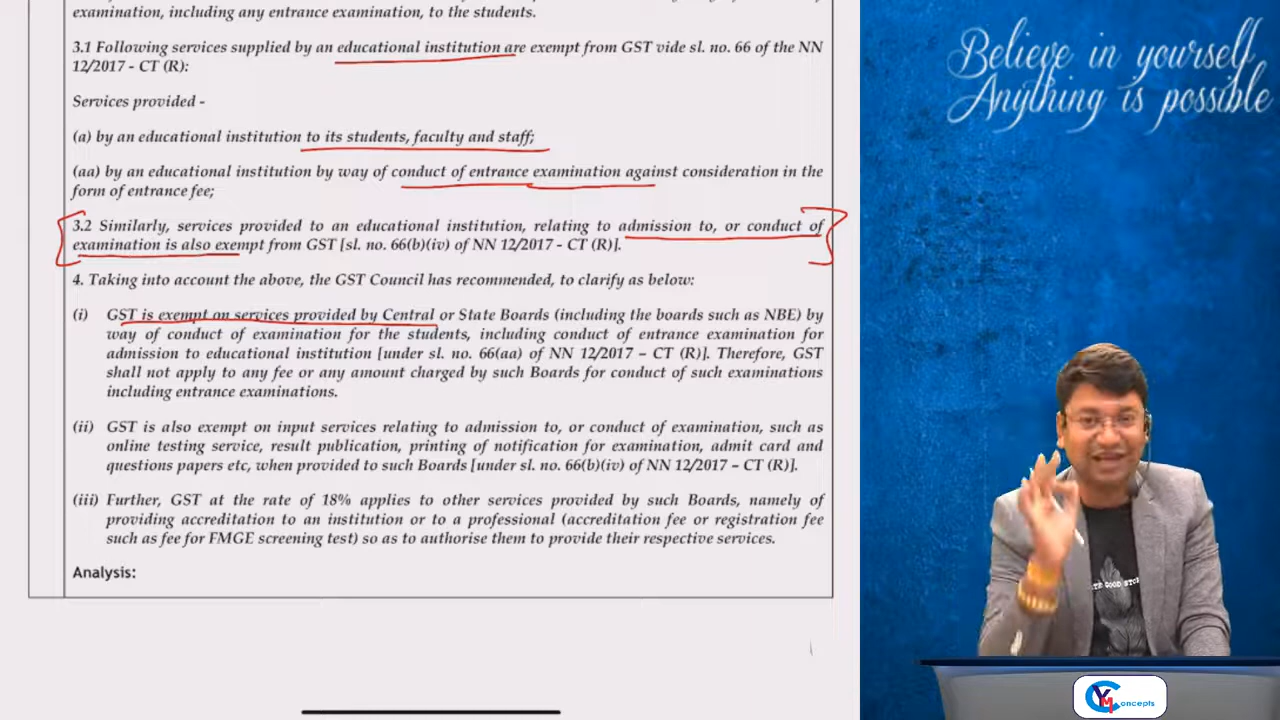 examination, including any entrance examination, to the students.
3.1 Following services supplied by an educational institution are exempt from GST vide sl. no. 66 of the NN
12/2017 - CT (R):
Services provided -
(a) by an educational institution to its students, faculty and staff;
(aa) by an educational institution by way of conduct of entrance examination against consideration in the
form of entrance fee;
3.2 Similarly, services provided to an educational institution, relating to admission to, or conduct of
examination is also exempt from GST [sl. no. 66(b)(iv) of NN 12/2017 - CT (R)].
4. Taking into account the above, the GST Council has recommended, to clarify as below:
(i) GST is exempt on services provided by Central or State Boards (including the boards such as NBE) by
way of conduct of examination for the students, including conduct of entrance examination for
admission to educational institution [under sl. no. 66(aa) of NN 12/2017 – CT (R)]. Therefore, GST
shall not apply to any fee or any amount charged by such Boards for conduct of such examinations
including entrance examinations.
(ii) GST is also exempt on input services relating to admission to, or conduct of examination, such as
online testing service, result publication, printing of notification for examination, admit card and
questions papers etc, when provided to such Boards [under sl. no. 66(b)(iv) of NN 12/2017 – CT (R)].
(iii) Further, GST at the rate of 18% applies to other services provided by such Boards, namely of
providing accreditation to an institution or to a professional (accreditation fee or registration fee
such as fee for FMGE screening test) so as to authorise them to provide their respective services.
Analysis:
Believe in yourself
Anything is possible
GOOD
YM
Concepts